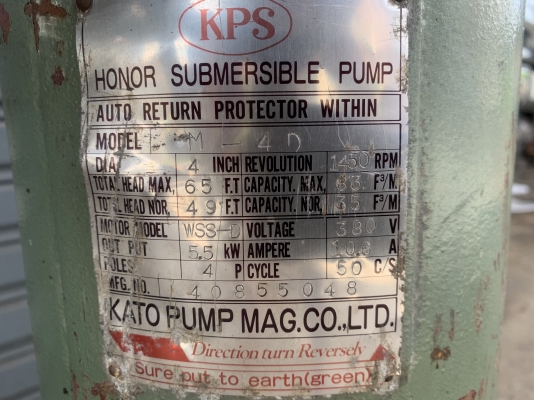 KPS
HONOR SUBMERSIBLE PUMP
AUTO RETURN PROTECTOR WITHIN
MODEL M-4D
DIA 4 INCH REVOLUTION 1450 RPM
TOTAL HEAD MAX, 65 F.T CAPACITY. MAX, 83 F³/M
TOTAL HEAD NOR, 49 F.T CAPACITY. NOR, 35 F³/M
MOTOR MODEL WSS-D VOLTAGE 380 V
OUT PUT 5.5 kW AMPERE A
POLES 4 P CYCLE 50 C/S
MFG. NO. 40855048
KATO PUMP MAG.CO.,LTD.
Direction turn Reversely
Sure put to earth(green)